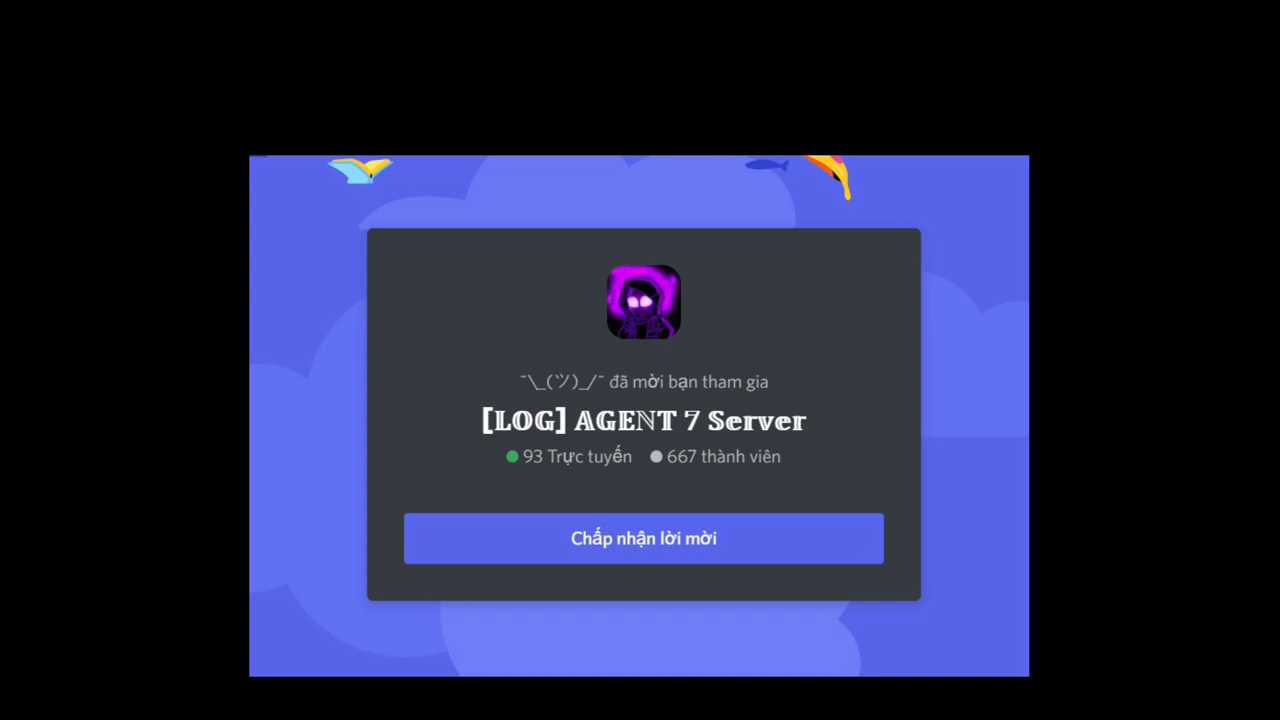 ¯\_(ツ)_/¯ đã mời bạn tham gia
[LOG] AGENT 7 Server
93 Trực tuyến 667 thành viên
Chấp nhận lời mời